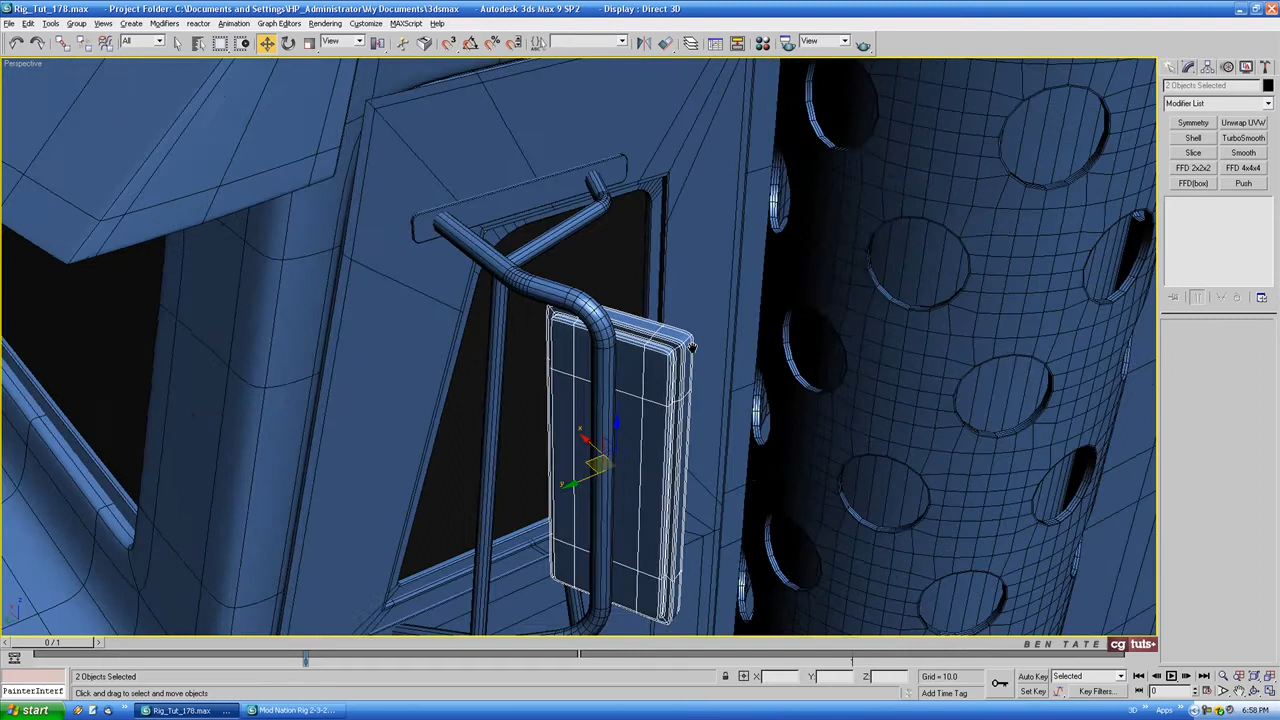 Rig_Tut_178.max - Project Folder: C:\Documents and Settings\HP_Administrator\My Documents\3dsmax - Autodesk 3ds Max 9 SP2 - Display : Direct 3D
File Edit Tools Group Views Create Modifiers reactor Animation Graph Editors Rendering Customize MAXScript Help
All View View
Perspective
2 Objects Selected
Modifier List
Symmetry Unwrap UVW
Shell TurboSmooth
Slice Smooth
FFD 2x2x2 FFD 4x4x4
FFD(box) Push
x
y
z
0 / 1
BEN TATE cg tuts+
2 Objects Selected X: Y: Z: Grid = 10.0 Auto Key Selected
PainterInterf Click and drag to select and move objects Add Time Tag Set Key Key Filters... 0
start Rig_Tut_178.max Mod Nation Rig 2-3-2... 3D Apps 6:58 PM